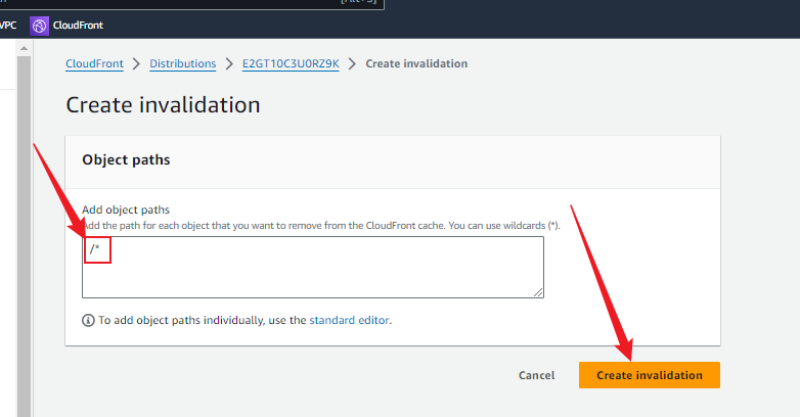 [Alt+S]
VPC CloudFront
CloudFront > Distributions > E2GT10C3U0RZ9K > Create invalidation
Create invalidation
Object paths
Add object paths
Add the path for each object that you want to remove from the CloudFront cache. You can use wildcards (*).
/*
To add object paths individually, use the standard editor.
Cancel Create invalidation